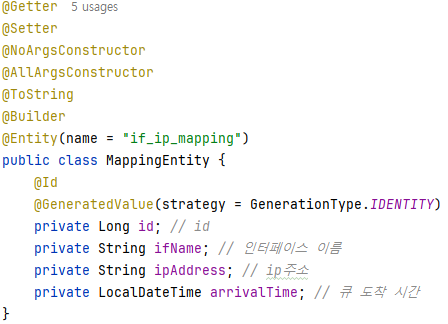 @Getter 5 usages
@Setter
@NoArgsConstructor
@AllArgsConstructor
@ToString
@Builder
@Entity(name = "if_ip_mapping")
public class MappingEntity {
    @Id
    @GeneratedValue(strategy = GenerationType.IDENTITY)
    private Long id; // id
    private String ifName; // 인터페이스 이름
    private String ipAddress; // ip주소
    private LocalDateTime arrivalTime; // 큐 도착 시간
}